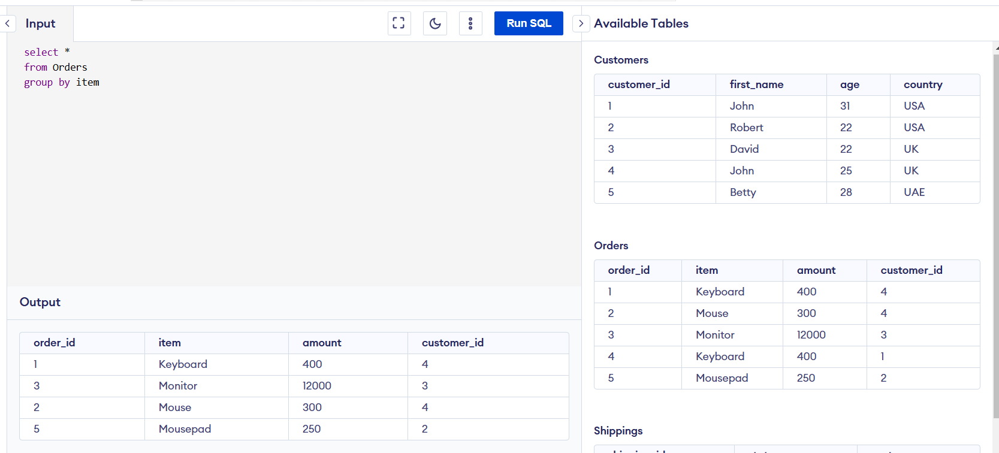 Input
Run SQL
select *
from Orders
group by item
Output
order_id item amount customer_id
1 Keyboard 400 4
3 Monitor 12000 3
2 Mouse 300 4
5 Mousepad 250 2
Available Tables
Customers
customer_id first_name age country
1 John 31 USA
2 Robert 22 USA
3 David 22 UK
4 John 25 UK
5 Betty 28 UAE
Orders
order_id item amount customer_id
1 Keyboard 400 4
2 Mouse 300 4
3 Monitor 12000 3
4 Keyboard 400 1
5 Mousepad 250 2
Shippings